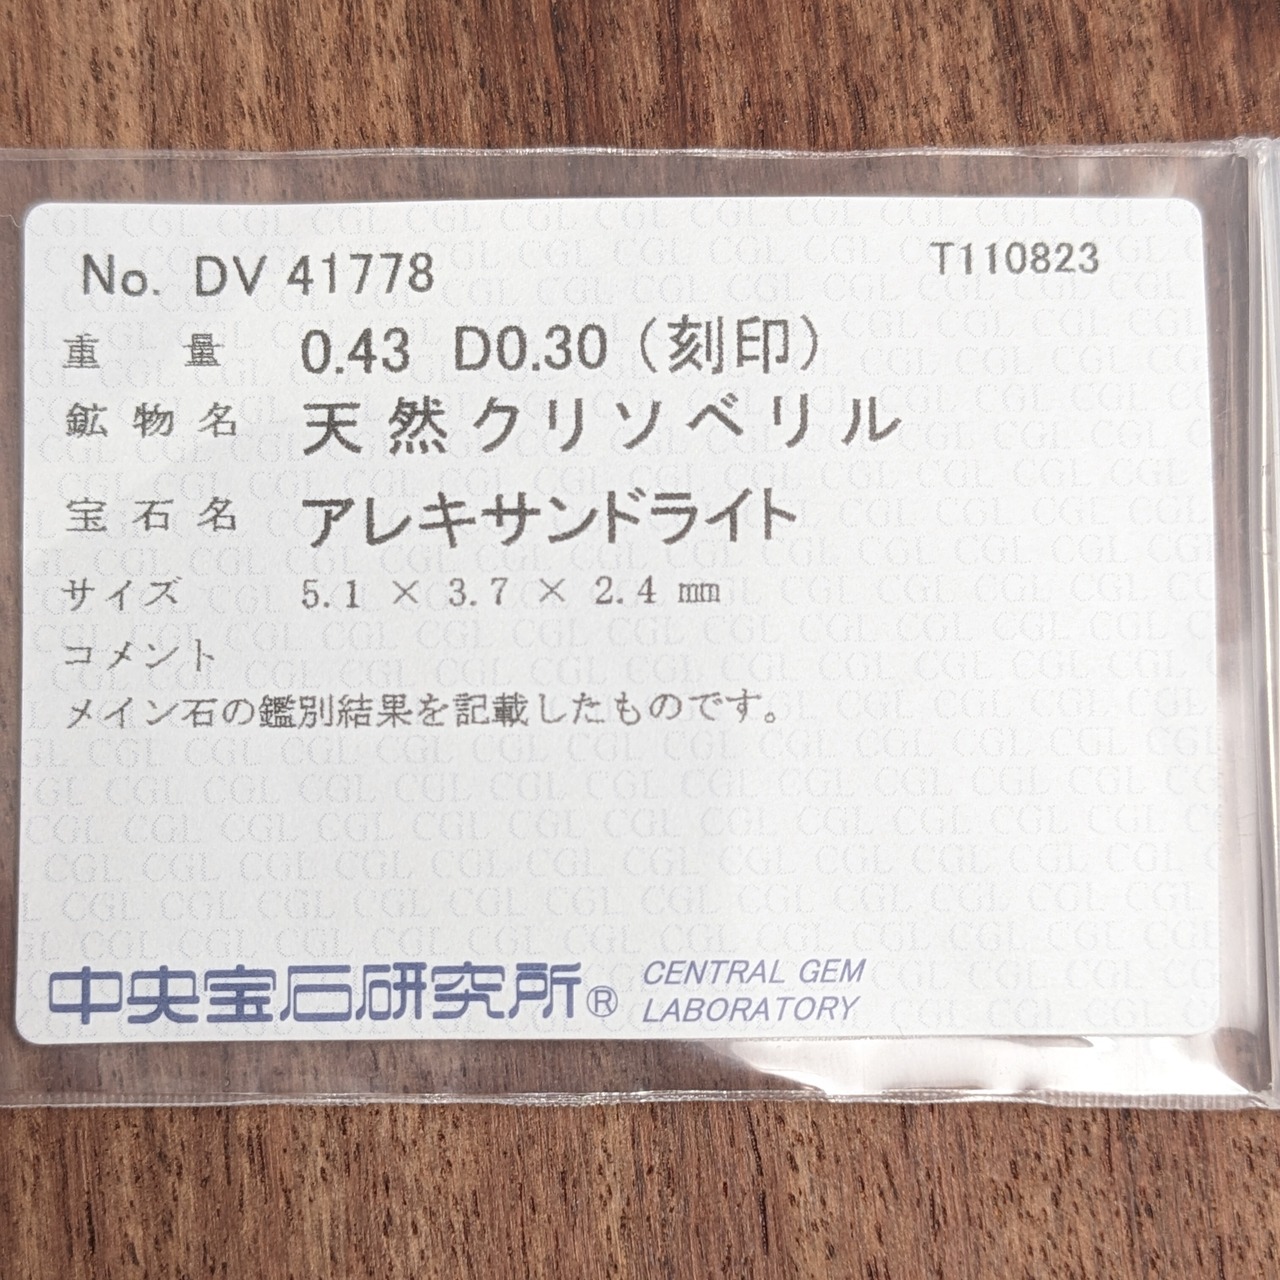 No. DV 41778 T110823
重量 0.43 D0.30 (刻印)
鉱物名 天然クリソベリル
宝石名 アレキサンドライト
サイズ 5.1 × 3.7 × 2.4 mm
コメント
メイン石の鑑別結果を記載したものです。
中央宝石研究所® CENTRAL GEM
LABORATORY